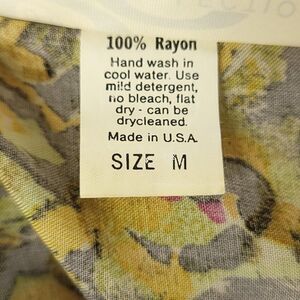 100% Rayon
Hand wash in
cool water. Use
mild detergent,
no bleach, flat
dry - can be
drycleaned.
Made in U.S.A.
SIZE M